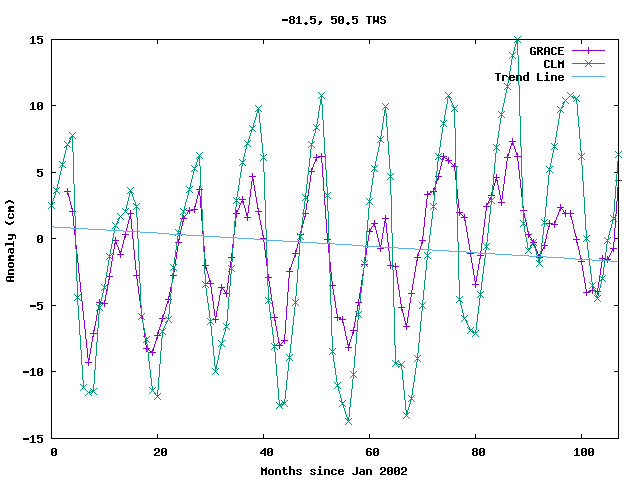 -81.5, 50.5 TWS
GRACE
CLM
Trend Line
15
10
5
0
-5
-10
-15
Anomaly (cm)
0 20 40 60 80 100
Months since Jan 2002